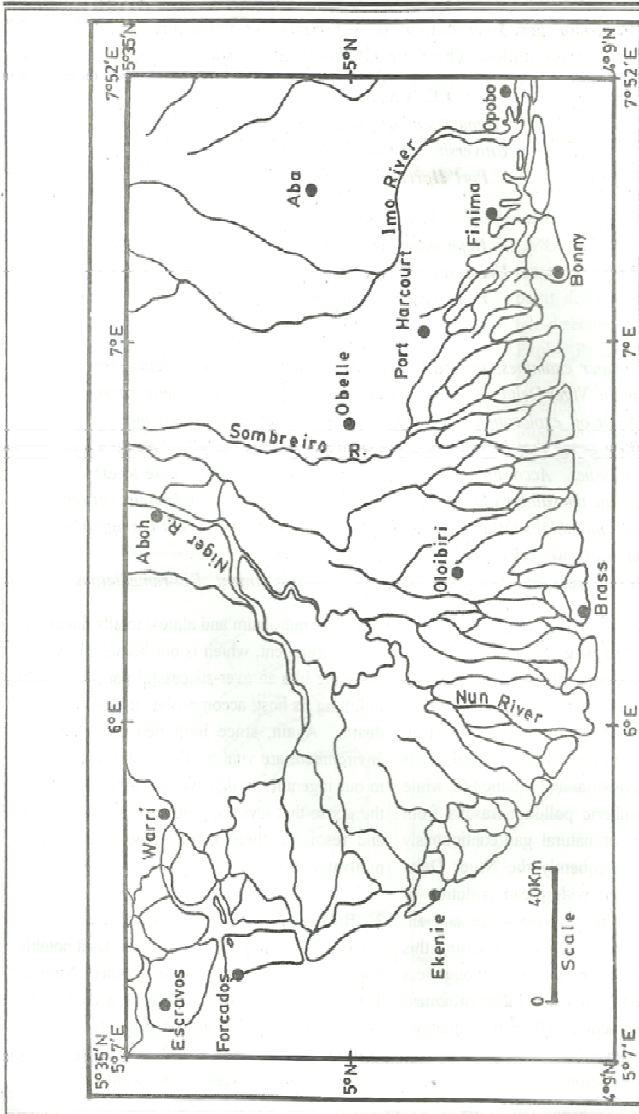 5°35'N
5°7'E
6°E
7°E
7°52'E
5°35'N
Escravos
Warri
Aboh
Forcados
Niger R.
Aba
Sombreiro
R.
Obelle
5°N
5°N
Imo River
Port Harcourt
Ekenie
Oloibiri
Nun River
Finima
Opobo
Brass
Bonny
0
40Km
Scale
4°9'N
5°7'E
6°E
7°E
4°9'N
7°52'E